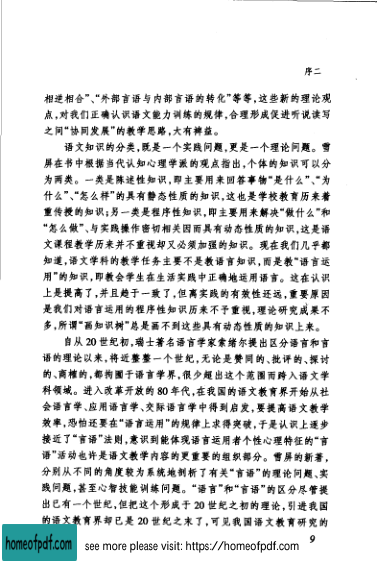 序二
相逆相合”、“外部言语与内部言语的转化”等等,这些新的理论观
点,对我们正确认识语文能力训练的规律,合理形成促进听说读写
之间“协同发展”的教学思路,大有裨益。
语文知识的分类,既是一个实践问题,更是一个理论问题。雪
屏在书中根据当代认知心理学派的观点指出,个体的知识可以分
为两类。一类是陈述性知识,即主要用来回答事物“是什么”、“为
什么”、“怎么样”的具有静态性质的知识,这也是学校教育历来着
重传授的知识;另一类是程序性知识,即主要用来解决“做什么”和
“怎么做”、与实践操作密切相关因而具有动态性质的知识,这是语
文课程教学历来并不重视却又必须加强的知识。现在我们几乎都
知道,语文学科的教学任务主要不是教语言知识,而是教“语言运
用”的知识,即教会学生在生活实践中正确地运用语言。这在认识
上是提高了,并且趋于一致了,但离实践的有效性还远,重要原因
是我们对语言运用的程序性知识历来不予重视,理论研究成果不
多,所谓“画知识树”总是画不到这些具有动态性质的知识上来。
自从 20 世纪初,瑞士著名语言学家索绪尔提出区分语言和言
语的理论以来,将近整整一个世纪,无论是赞同的、批评的、探讨
的、商榷的,都拘囿于语言学界,很少超出这个范围而跨入语文学
科领域。进入改革开放的 80 年代,在我国的语文教育界开始从社
会语言学、应用语言学、交际语言学中得到启发,要提高语文教学
效率,恐怕还要在“语言运用”的规律上求得突破,于是认识上逐步
接近了“言语”法则,意识到能体现语言运用者个性心理特征的“言
语”活动也许是语文教学内容的更重要的组织部分。雪屏的新著,
分别从不同的角度较为系统地剖析了有关“言语”的理论问题、实
践问题,甚至心智技能训练问题。“语言”和“言语”的区分尽管提
出已有一个世纪,但把这个形成于 20 世纪之初的理论,引进我国
的语文教育界却已是 20 世纪之末了,可见我国语文教育研究的
9
homeofpdf.com
see more please visit: https://homeofpdf.com